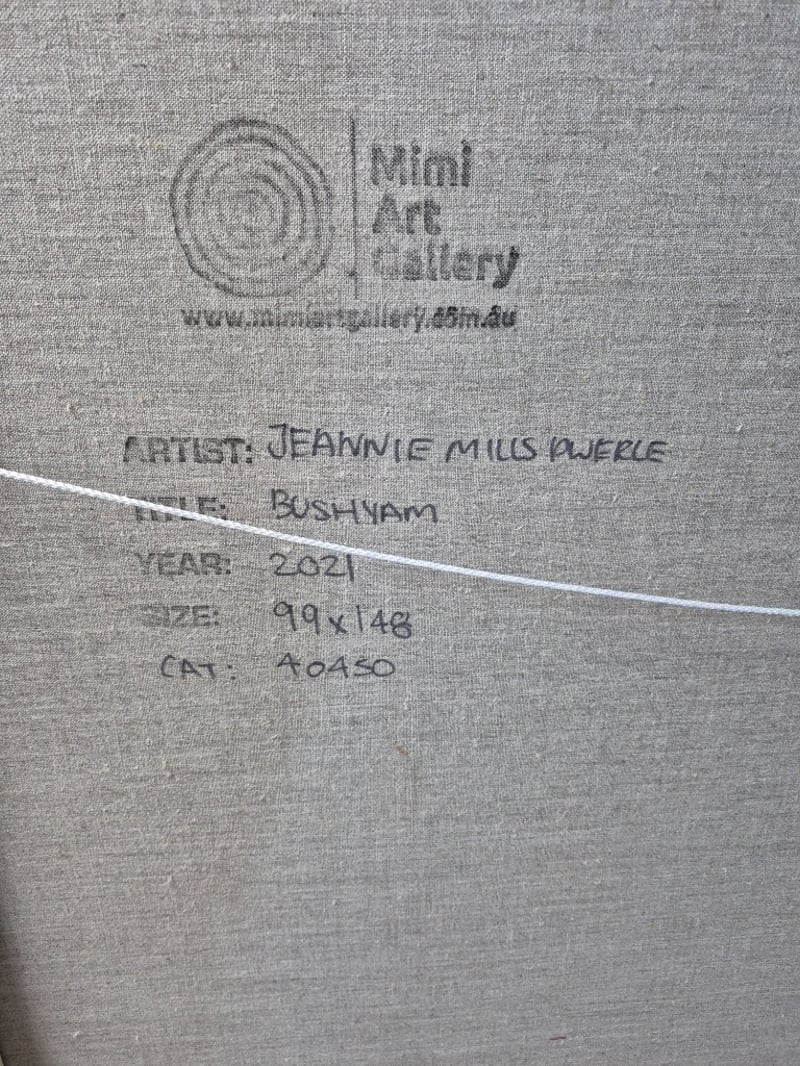 Mimi
Art
Gallery
www.mimiartgallery.com.au
ARTIST: JEANNIE MILLS PWERLE
TITLE: BUSHYAM
YEAR: 2021
SIZE: 99x148
CAT: 40450